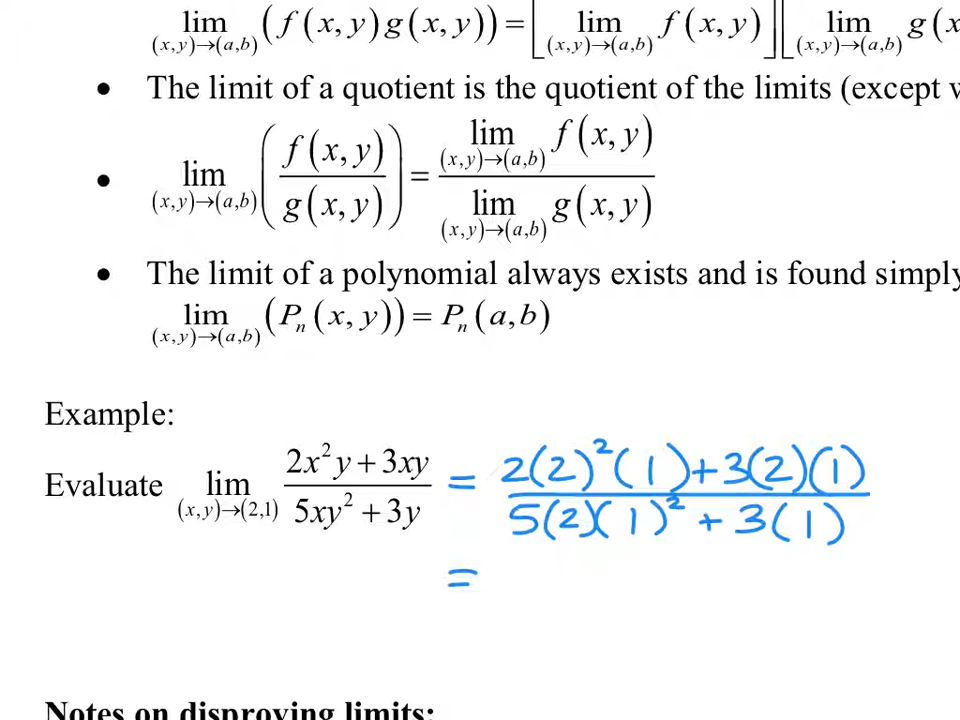 lim (x,y)→(a,b) (f(x,y)g(x,y)) = [lim (x,y)→(a,b) f(x,y)][lim (x,y)→(a,b) g(x
• The limit of a quotient is the quotient of the limits (except
• lim (x,y)→(a,b) (f(x,y)/g(x,y)) = lim (x,y)→(a,b) f(x,y) / lim (x,y)→(a,b) g(x,y)
• The limit of a polynomial always exists and is found simply
lim (x,y)→(a,b) (Pₙ(x,y)) = Pₙ(a,b)
Example:
Evaluate lim (x,y)→(2,1) (2x²y+3xy)/(5xy²+3y) = (2(2)²(1)+3(2)(1))/(5(2)(1)²+3(1))
=
Notes on disproving limits: